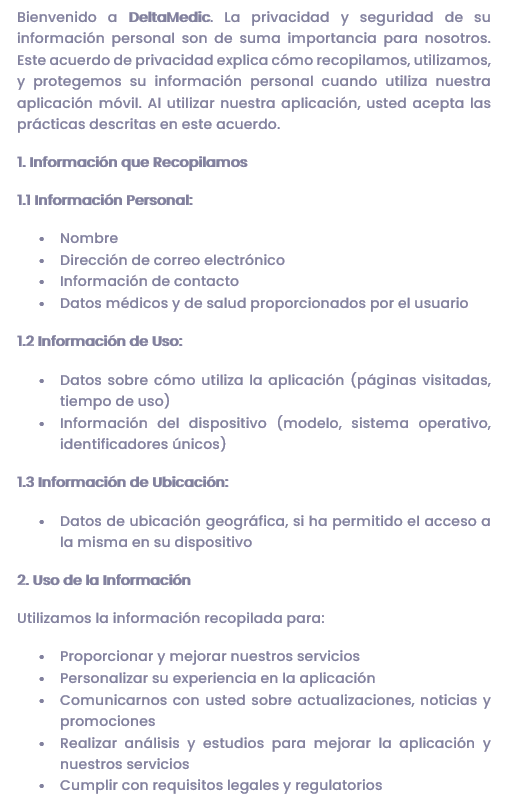 Bienvenido a DeltaMedic. La privacidad y seguridad de su
información personal son de suma importancia para nosotros.
Este acuerdo de privacidad explica cómo recopilamos, utilizamos,
y protegemos su información personal cuando utiliza nuestra
aplicación móvil. Al utilizar nuestra aplicación, usted acepta las
prácticas descritas en este acuerdo.
1. Información que Recopilamos
1.1 Información Personal:
• Nombre
• Dirección de correo electrónico
• Información de contacto
• Datos médicos y de salud proporcionados por el usuario
1.2 Información de Uso:
• Datos sobre cómo utiliza la aplicación (páginas visitadas,
tiempo de uso)
• Información del dispositivo (modelo, sistema operativo,
identificadores únicos)
1.3 Información de Ubicación:
• Datos de ubicación geográfica, si ha permitido el acceso a
la misma en su dispositivo
2. Uso de la Información
Utilizamos la información recopilada para:
• Proporcionar y mejorar nuestros servicios
• Personalizar su experiencia en la aplicación
• Comunicarnos con usted sobre actualizaciones, noticias y
promociones
• Realizar análisis y estudios para mejorar la aplicación y
nuestros servicios
• Cumplir con requisitos legales y regulatorios